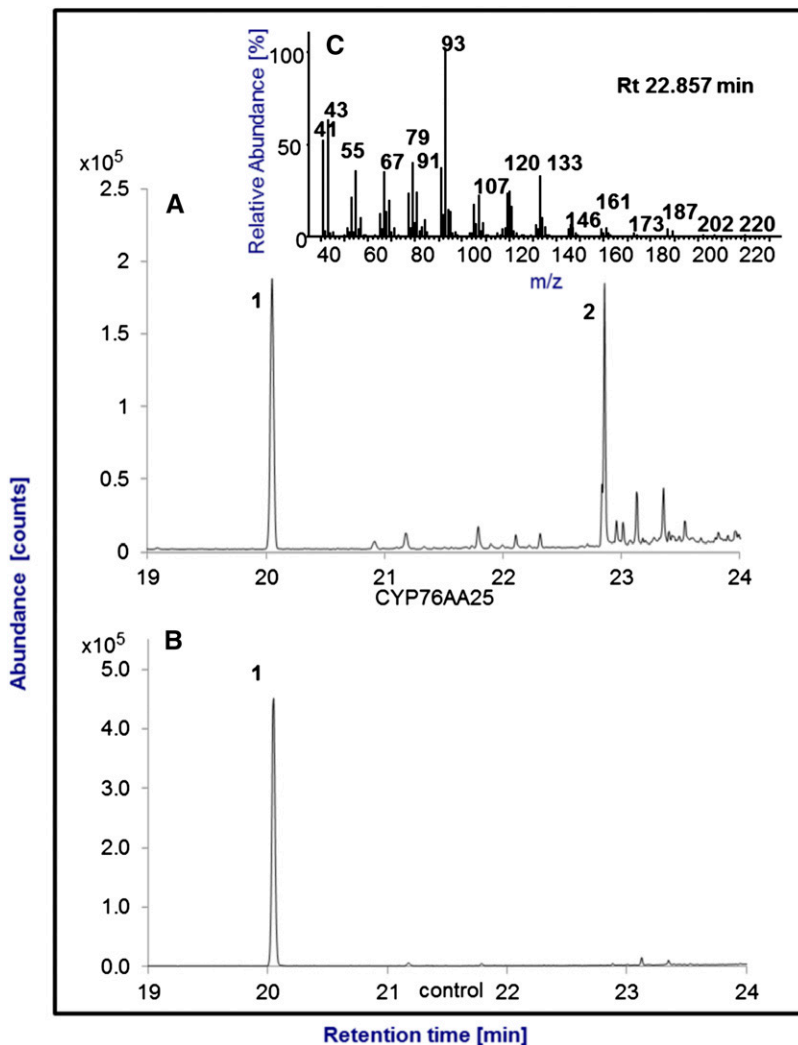 C
Relative Abundance [%]
100
50
0
93
43
41
55
67
79
91
107
120
133
146
161
173
187
202
220
Rt 22.857 min
40 60 80 100 120 140 160 180 200 220
m/z
A
x10⁵
2.5
2
1.5
1
0.5
0
1
2
19 20 21 22 23 24
CYP76AA25
Abundance [counts]
B
x10⁵
5.0
4.0
3.0
2.0
1.0
0.0
1
19 20 21 22 23 24
control
Retention time [min]